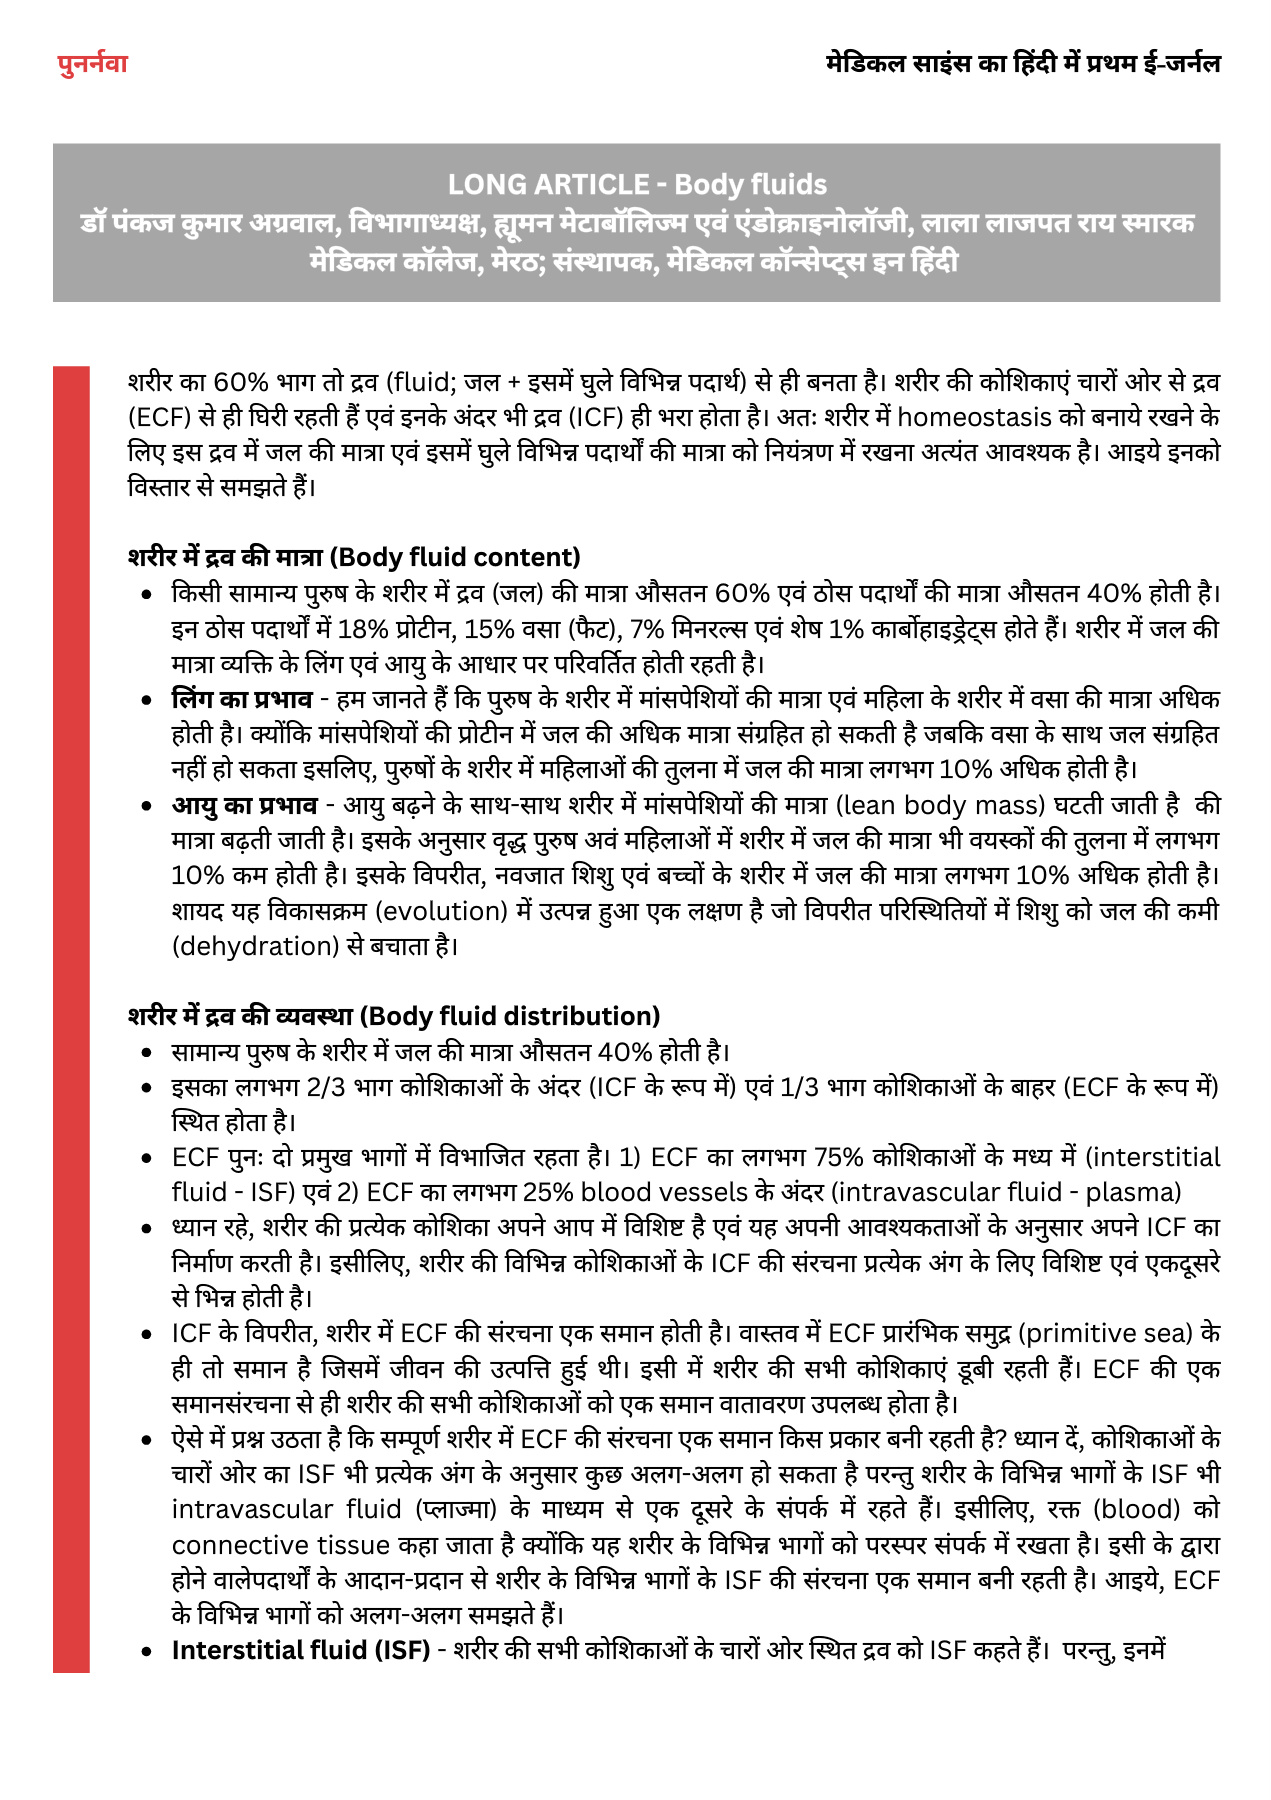 पुनर्नवा
मेडिकल साइंस का हिंदी में प्रथम ई-जर्नल
LONG ARTICLE - Body fluids
डॉ पंकज कुमार अग्रवाल, विभागाध्यक्ष, ह्यूमन मेटाबॉलिज्म एवं एंडोक्राइनोलॉजी, लाला लाजपत राय स्मारक
मेडिकल कॉलेज, मेरठ; संस्थापक, मेडिकल कॉन्सेप्ट्स इन हिंदी
शरीर का 60% भाग तो द्रव (fluid; जल + इसमें घुले विभिन्न पदार्थ) से ही बनता है। शरीर की कोशिकाएं चारों ओर से द्रव
(ECF) से ही घिरी रहती हैं एवं इनके अंदर भी द्रव (ICF) ही भरा होता है। अतः शरीर में homeostasis को बनाये रखने के
लिए इस द्रव में जल की मात्रा एवं इसमें घुले विभिन्न पदार्थों की मात्रा को नियंत्रण में रखना अत्यंत आवश्यक है। आइये इनको
विस्तार से समझते हैं।
शरीर में द्रव की मात्रा (Body fluid content)
• किसी सामान्य पुरुष के शरीर में द्रव (जल) की मात्रा औसतन 60% एवं ठोस पदार्थों की मात्रा औसतन 40% होती है।
इन ठोस पदार्थों में 18% प्रोटीन, 15% वसा (फैट), 7% मिनरल्स एवं शेष 1% कार्बोहाइड्रेट्स होते हैं। शरीर में जल की
मात्रा व्यक्ति के लिंग एवं आयु के आधार पर परिवर्तित होती रहती है।
• लिंग का प्रभाव - हम जानते हैं कि पुरुष के शरीर में मांसपेशियों की मात्रा एवं महिला के शरीर में वसा की मात्रा अधिक
होती है। क्योंकि मांसपेशियों की प्रोटीन में जल की अधिक मात्रा संग्रहित हो सकती है जबकि वसा के साथ जल संग्रहित
नहीं हो सकता इसलिए, पुरुषों के शरीर में महिलाओं की तुलना में जल की मात्रा लगभग 10% अधिक होती है।
• आयु का प्रभाव - आयु बढ़ने के साथ-साथ शरीर में मांसपेशियों की मात्रा (lean body mass) घटती जाती है  की
मात्रा बढ़ती जाती है। इसके अनुसार वृद्ध पुरुष अवं महिलाओं में शरीर में जल की मात्रा भी वयस्कों की तुलना में लगभग
10% कम होती है। इसके विपरीत, नवजात शिशु एवं बच्चों के शरीर में जल की मात्रा लगभग 10% अधिक होती है।
शायद यह विकासक्रम (evolution) में उत्पन्न हुआ एक लक्षण है जो विपरीत परिस्थितियों में शिशु को जल की कमी
(dehydration) से बचाता है।
शरीर में द्रव की व्यवस्था (Body fluid distribution)
• सामान्य पुरुष के शरीर में जल की मात्रा औसतन 40% होती है।
• इसका लगभग 2/3 भाग कोशिकाओं के अंदर (ICF के रूप में) एवं 1/3 भाग कोशिकाओं के बाहर (ECF के रूप में)
स्थित होता है।
• ECF पुनः दो प्रमुख भागों में विभाजित रहता है। 1) ECF का लगभग 75% कोशिकाओं के मध्य में (interstitial
fluid - ISF) एवं 2) ECF का लगभग 25% blood vessels के अंदर (intravascular fluid - plasma)
• ध्यान रहे, शरीर की प्रत्येक कोशिका अपने आप में विशिष्ट है एवं यह अपनी आवश्यकताओं के अनुसार अपने ICF का
निर्माण करती है। इसीलिए, शरीर की विभिन्न कोशिकाओं के ICF की संरचना प्रत्येक अंग के लिए विशिष्ट एवं एकदूसरे
से भिन्न होती है।
• ICF के विपरीत, शरीर में ECF की संरचना एक समान होती है। वास्तव में ECF प्रारंभिक समुद्र (primitive sea) के
ही तो समान है जिसमें जीवन की उत्पत्ति हुई थी। इसी में शरीर की सभी कोशिकाएं डूबी रहती हैं। ECF की एक
समानसंरचना से ही शरीर की सभी कोशिकाओं को एक समान वातावरण उपलब्ध होता है।
• ऐसे में प्रश्न उठता है कि सम्पूर्ण शरीर में ECF की संरचना एक समान किस प्रकार बनी रहती है? ध्यान दें, कोशिकाओं के
चारों ओर का ISF भी प्रत्येक अंग के अनुसार कुछ अलग-अलग हो सकता है परन्तु शरीर के विभिन्न भागों के ISF भी
intravascular fluid (प्लाज्मा) के माध्यम से एक दूसरे के संपर्क में रहते हैं। इसीलिए, रक्त (blood) को
connective tissue कहा जाता है क्योंकि यह शरीर के विभिन्न भागों को परस्पर संपर्क में रखता है। इसी के द्वारा
होने वालेपदार्थों के आदान-प्रदान से शरीर के विभिन्न भागों के ISF की संरचना एक समान बनी रहती है। आइये, ECF
के विभिन्न भागों को अलग-अलग समझते हैं।
• Interstitial fluid (ISF) - शरीर की सभी कोशिकाओं के चारों ओर स्थित द्रव को ISF कहते हैं।  परन्तु, इनमें